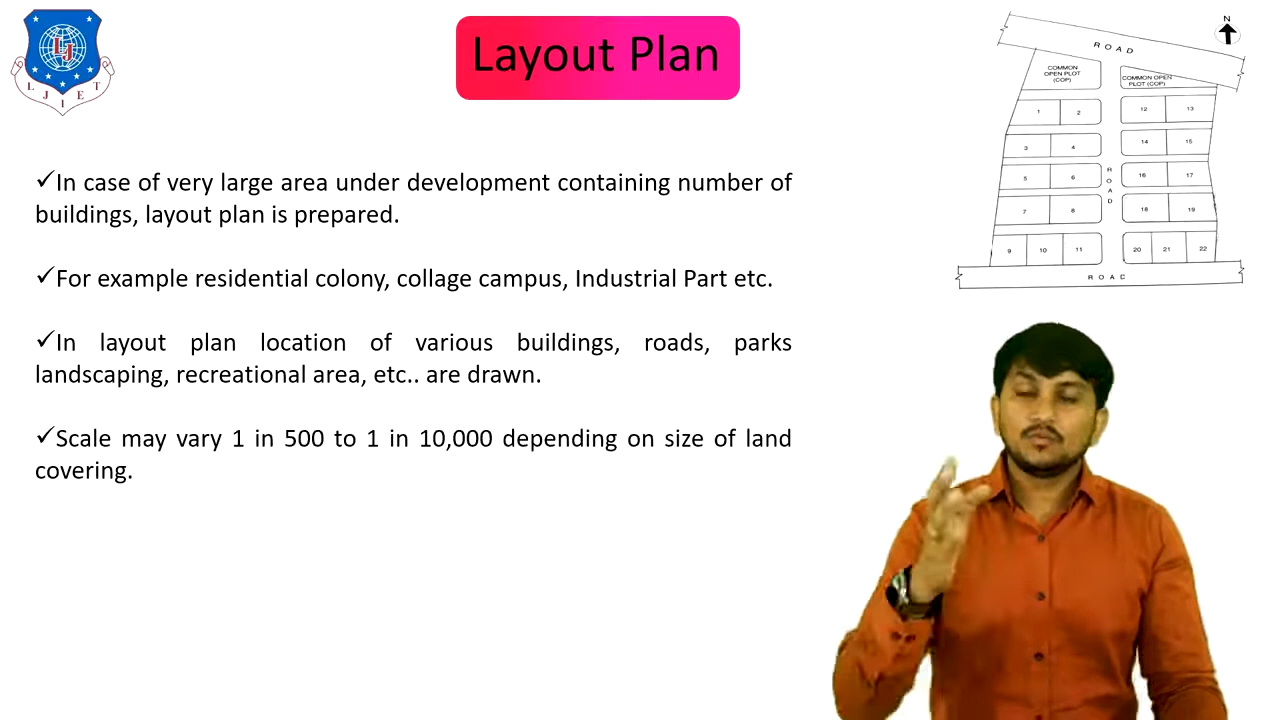 L J I E T
Layout Plan
N
ROAD
COMMON
OPEN PLOT
(COP)
COMMON OPEN
PLOT (COP)
1 2 12 13
3 4 14 15
5 6 ROAD 16 17
7 8 18 19
9 10 11 20 21 22
ROAD
✓In case of very large area under development containing number of
buildings, layout plan is prepared.
✓For example residential colony, collage campus, Industrial Part etc.
✓In layout plan location of various buildings, roads, parks
landscaping, recreational area, etc.. are drawn.
✓Scale may vary 1 in 500 to 1 in 10,000 depending on size of land
covering.